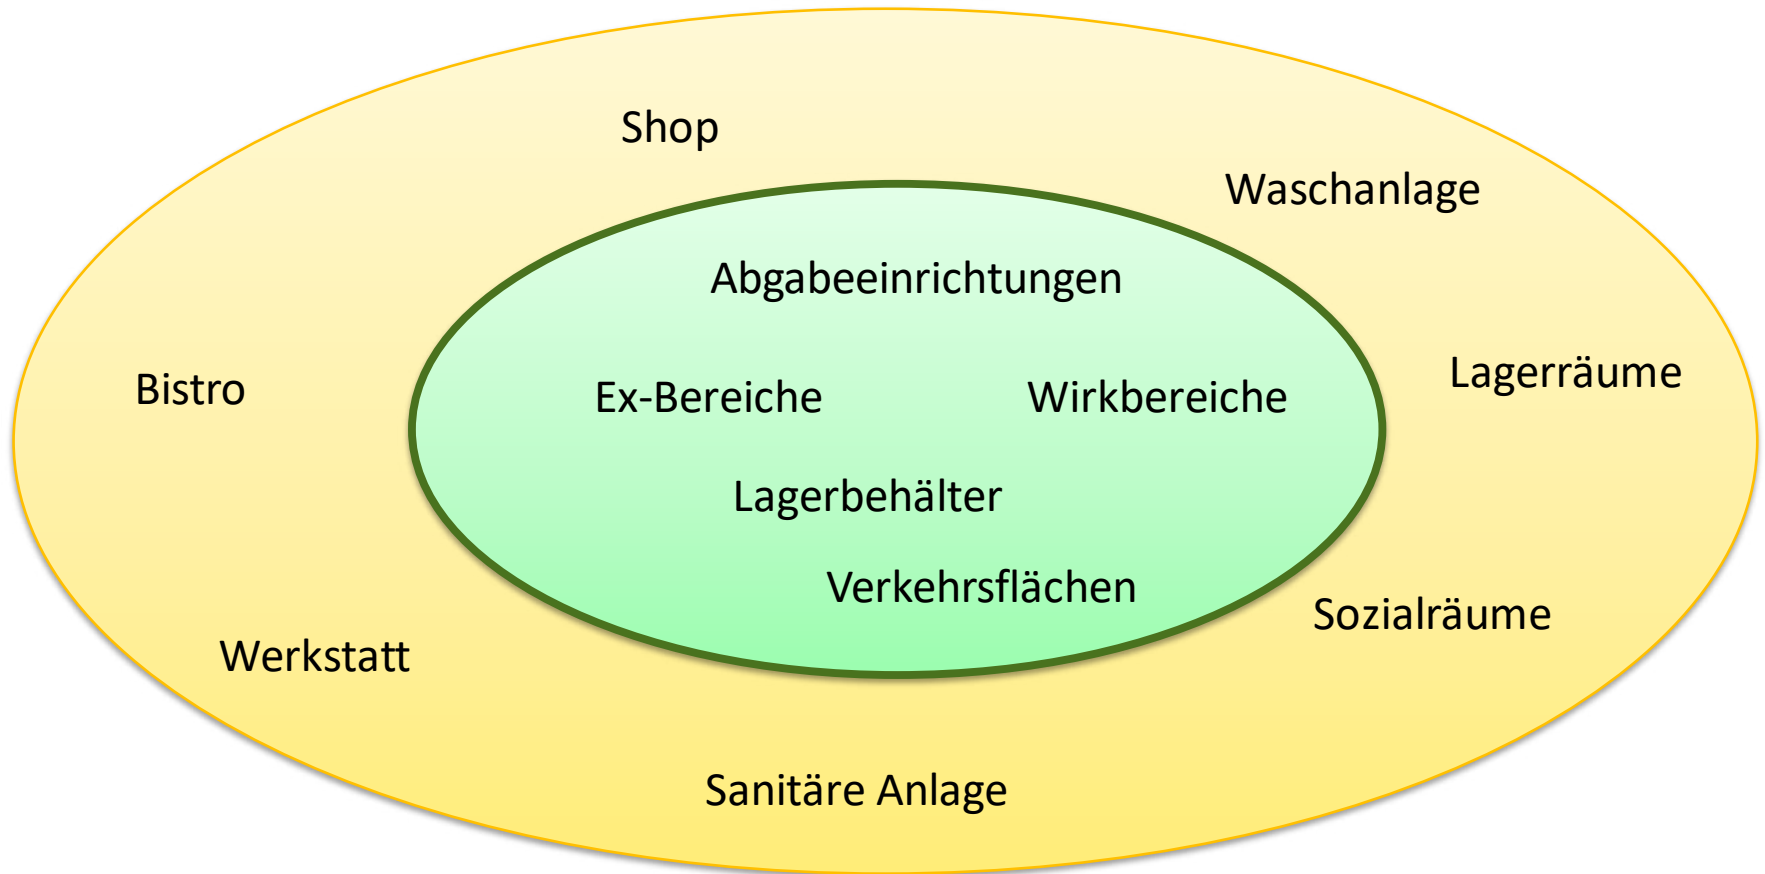 Shop
Waschanlage
Abgabeeinrichtungen
Bistro
Ex-Bereiche
Wirkbereiche
Lagerräume
Lagerbehälter
Verkehrsflächen
Sozialräume
Werkstatt
Sanitäre Anlage